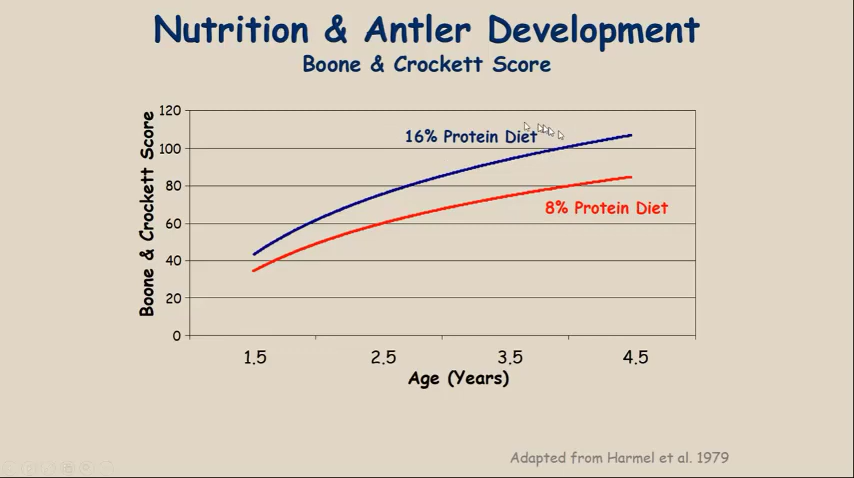 Nutrition & Antler Development
Boone & Crockett Score
Boone & Crockett Score
120
100
80
60
40
20
0
16% Protein Diet
8% Protein Diet
1.5 2.5 3.5 4.5
Age (Years)
Adapted from Harmel et al. 1979